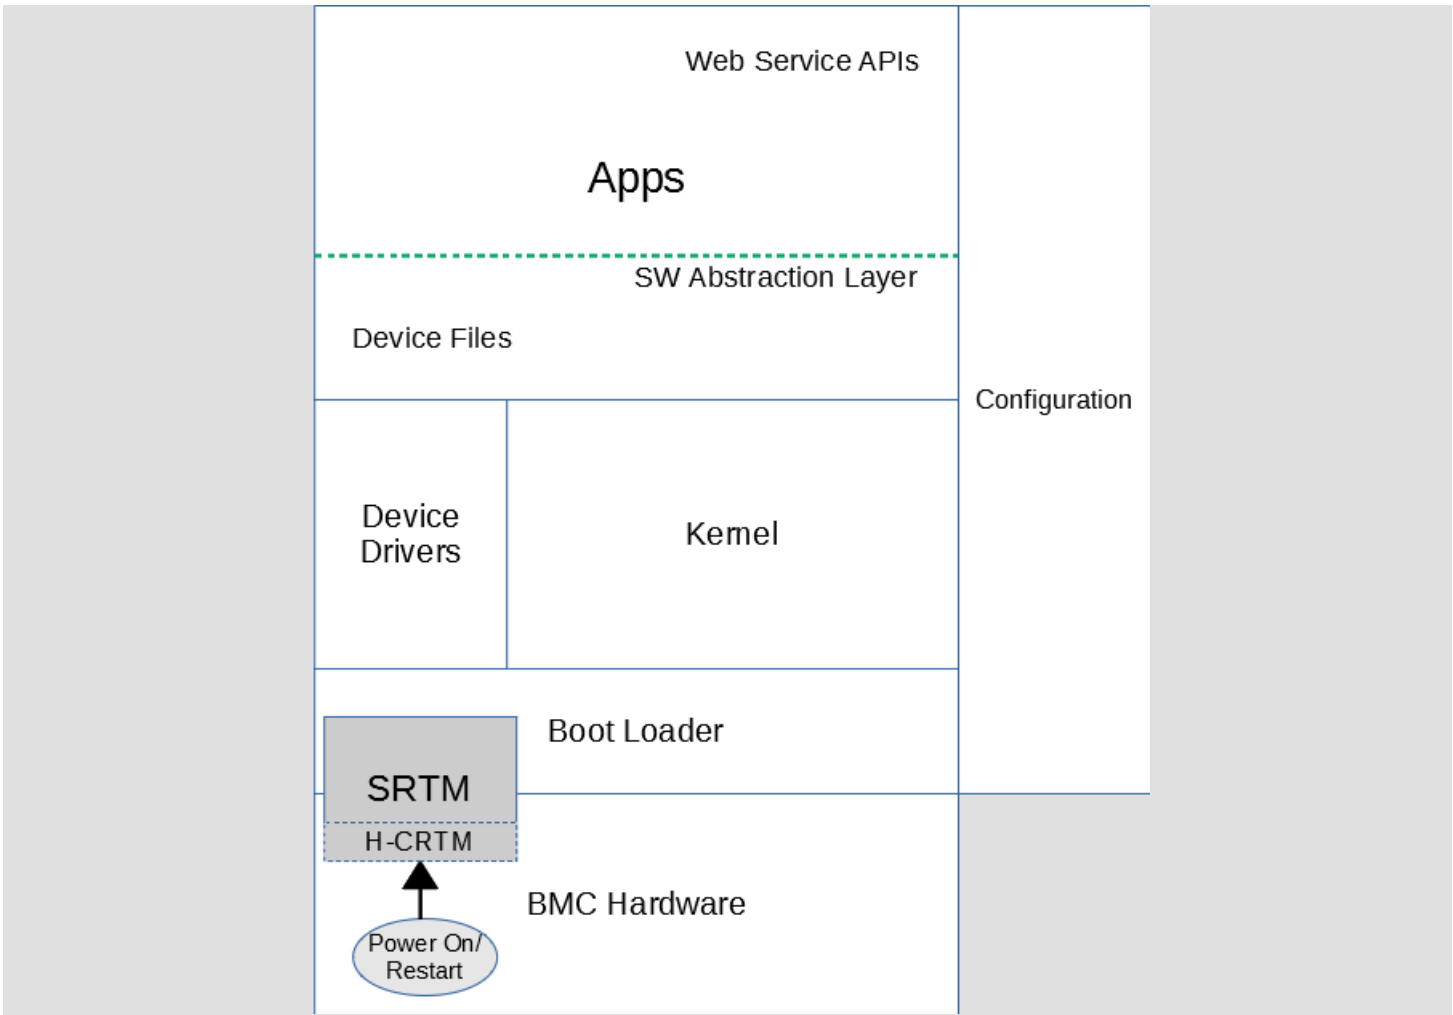 Web Service APIs
Apps
SW Abstraction Layer
Device Files
Configuration
Device
Drivers
Kernel
Boot Loader
SRTM
H-CRTM
BMC Hardware
Power On/
Restart